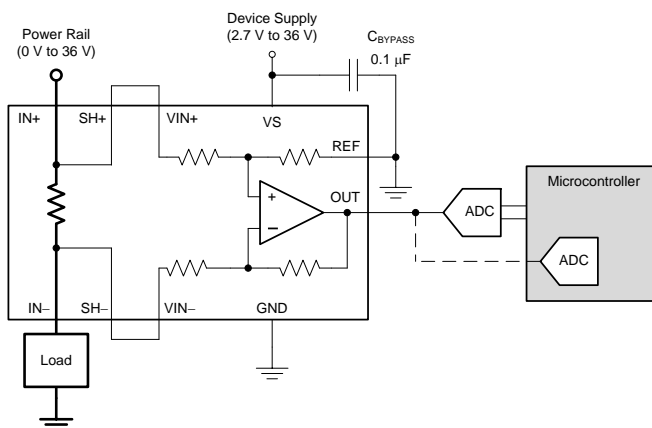 Power Rail
(0 V to 36 V)
Device Supply
(2.7 V to 36 V)
CBYPASS
0.1 μF
IN+
SH+
VIN+
VS
REF
OUT
+
−
ADC
Microcontroller
ADC
IN−
SH−
VIN−
GND
Load